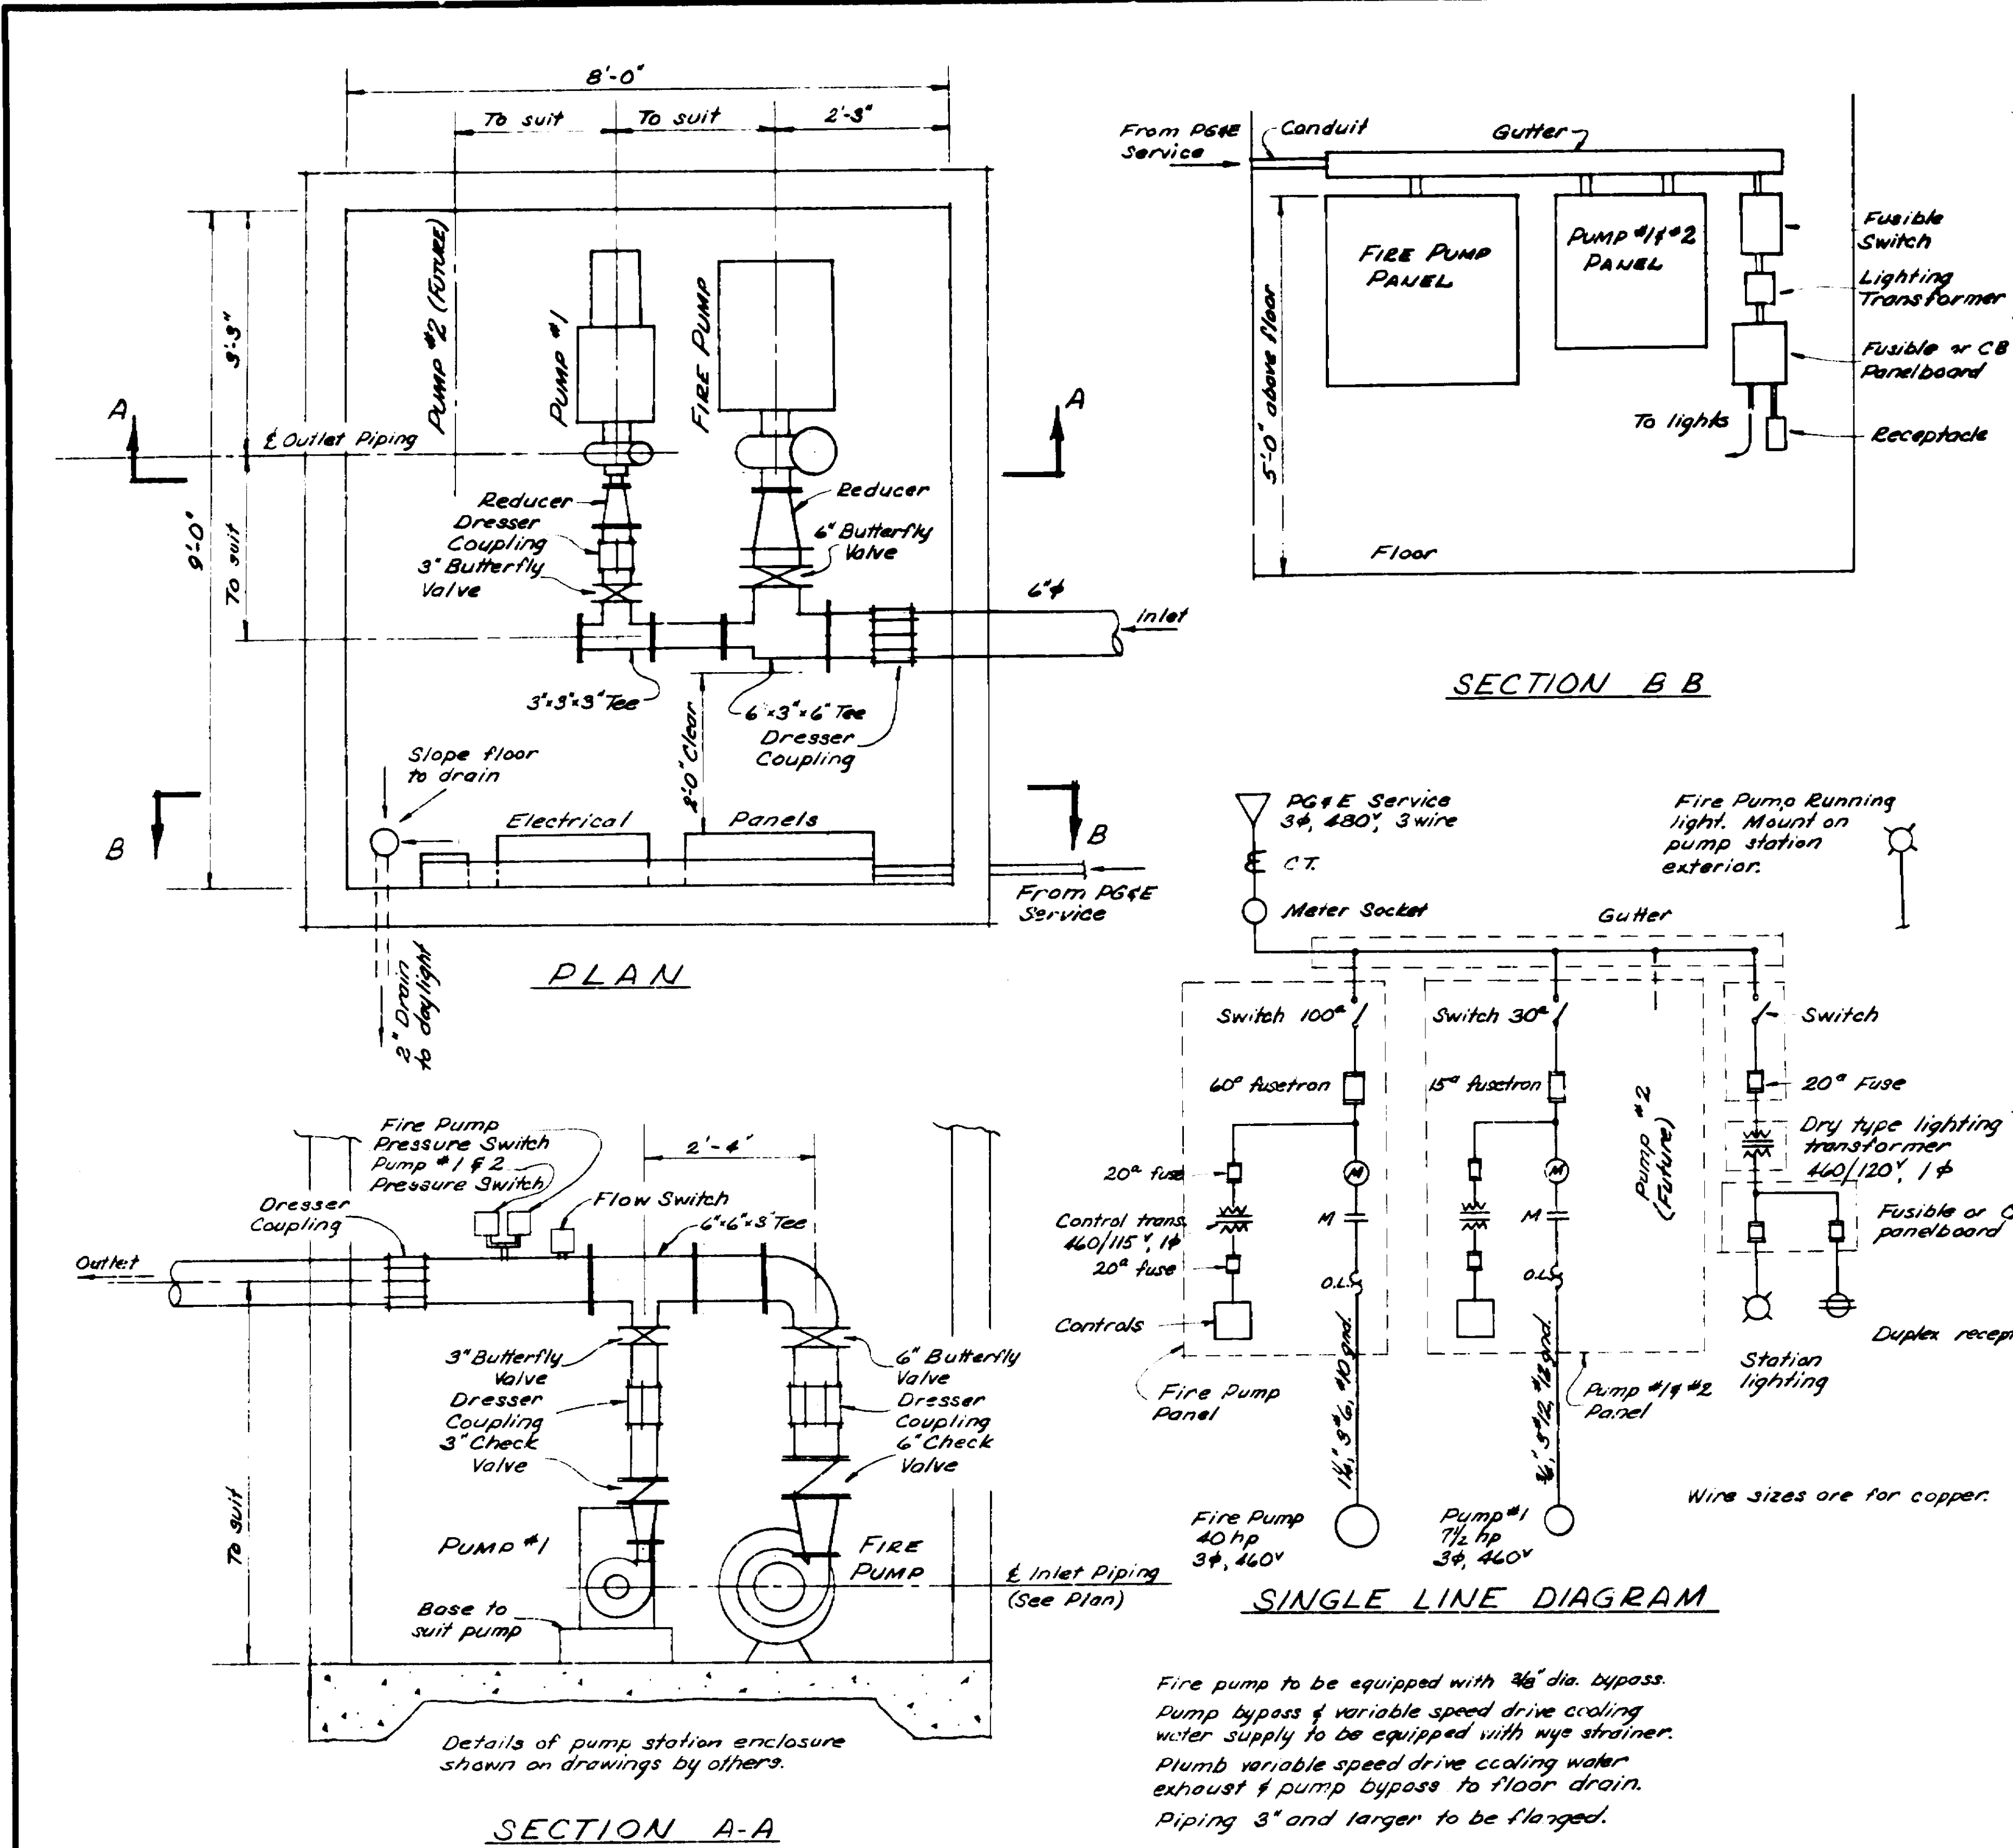 8'-0"
To suit
To suit
2'-3"
9'-0"
3'-3"
To suit
PUMP #2 (FUTURE)
PUMP #1
FIRE PUMP
A
A
℄ Outlet Piping
Reducer
Dresser
Coupling
3" Butterfly
Valve
Reducer
6" Butterfly
Valve
6"φ
Inlet
3"x3"x3" Tee
6"x3"x6" Tee
Dresser
Coupling
2'-0" Clear
Slope floor
to drain
B
B
Electrical
Panels
From PG&E
Service
2" Drain
to daylight
PLAN
From PG&E
Service
Conduit
Gutter
FIRE PUMP
PANEL
PUMP #1 & #2
PANEL
Fusible
Switch
Lighting
Transformer
Fusible or CB
Panelboard
To lights
Receptacle
5'-0" above floor
Floor
SECTION B B
PG&E Service
3φ, 480v, 3 wire
C.T.
Meter Socket
Fire Pump Running
light. Mount on
pump station
exterior.
Gutter
Switch 100a
Switch 30a
Switch
60a fusetron
15a fusetron
20a Fuse
Pump #2
(Future)
Dry type lighting
transformer
460/120v, 1φ
20a fuse
M
M
Control trans.
460/115v, 1φ
M
M
Fusible or C
panelboard
20a fuse
O.L.
O.L.
Controls
Duplex recep
Station
lighting
Fire Pump
Panel
Pump #1 & #2
Panel
3#6, #10 gnd.
3#12, #12 gnd.
Wire sizes are for copper.
Fire Pump
40 hp
3φ, 460v
Pump #1
7½ hp
3φ, 460v
SINGLE LINE DIAGRAM
Fire Pump
Pressure Switch
Pump #1 & 2
Pressure Switch
2'-4"
Dresser
Coupling
Flow Switch
6"x6"x3" Tee
Outlet
3" Butterfly
Valve
Dresser
Coupling
3" Check
Valve
6" Butterfly
Valve
Dresser
Coupling
6" Check
Valve
To suit
PUMP #1
FIRE
PUMP
℄ Inlet Piping
(See Plan)
Base to
suit pump
Details of pump station enclosure
shown on drawings by others.
SECTION A-A
Fire pump to be equipped with dia. bypass.
Pump bypass & variable speed drive cooling
water supply to be equipped with wye strainer.
Plumb variable speed drive cooling water
exhaust & pump bypass to floor drain.
Piping 3" and larger to be flanged.